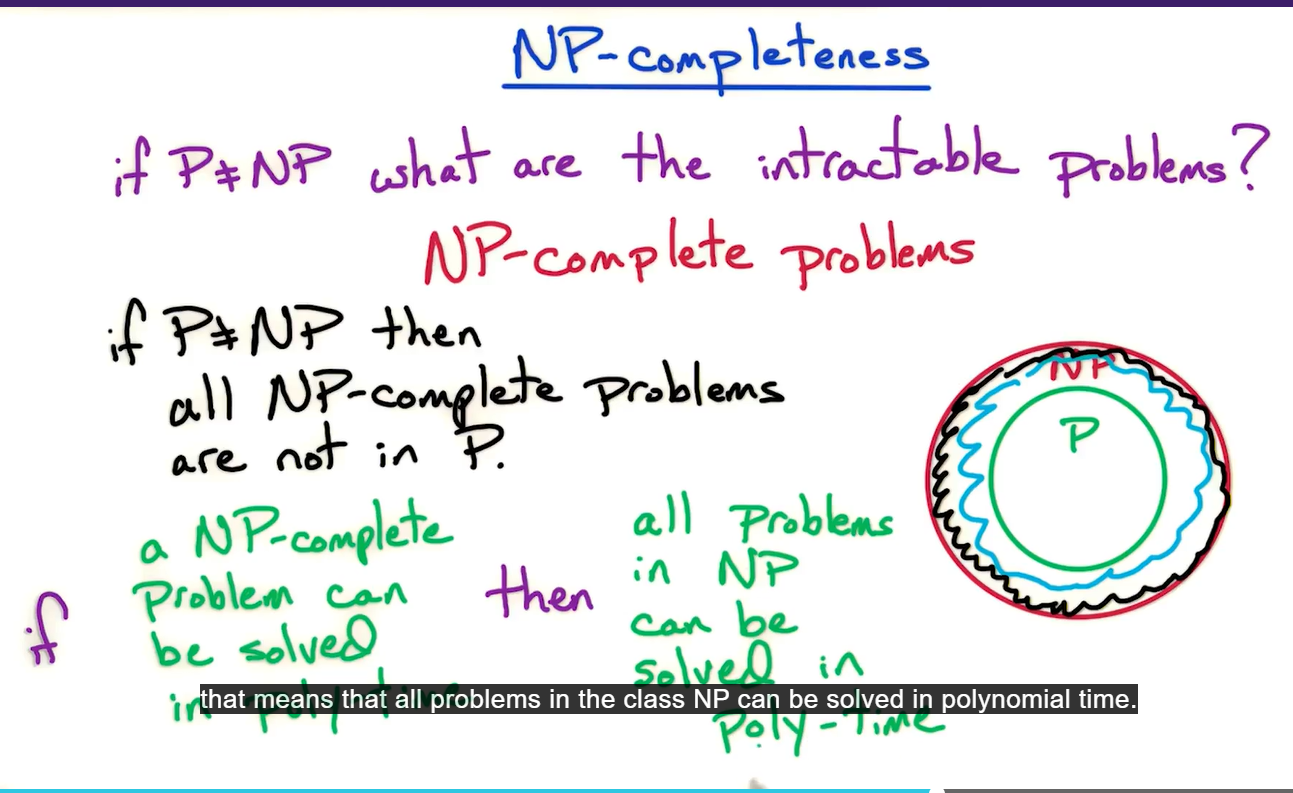 NP-completeness
if P≠NP what are the intractable problems?
NP-complete problems
if P≠NP then
all NP-complete problems
are not in P.
NP
P
if
a NP-complete
problem can
be solved
in poly-time
then
all problems
in NP
can be
solved in
poly-time
that means that all problems in the class NP can be solved in polynomial time.